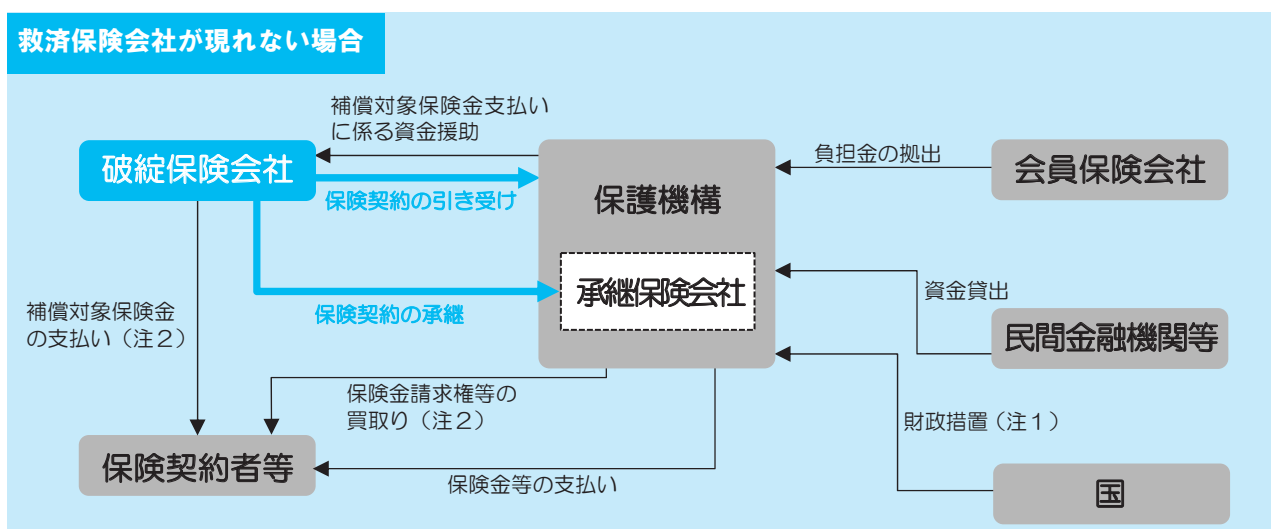 救済保険会社が現れない場合
補償対象保険金支払い
に係る資金援助
破綻保険会社
保険契約の引き受け
保護機構
負担金の拠出
会員保険会社
承継保険会社
保険契約の承継
資金貸出
民間金融機関等
補償対象保険金
の支払い（注２）
保険金請求権等の
買取り（注２）
財政措置（注１）
保険契約者等
保険金等の支払い
国